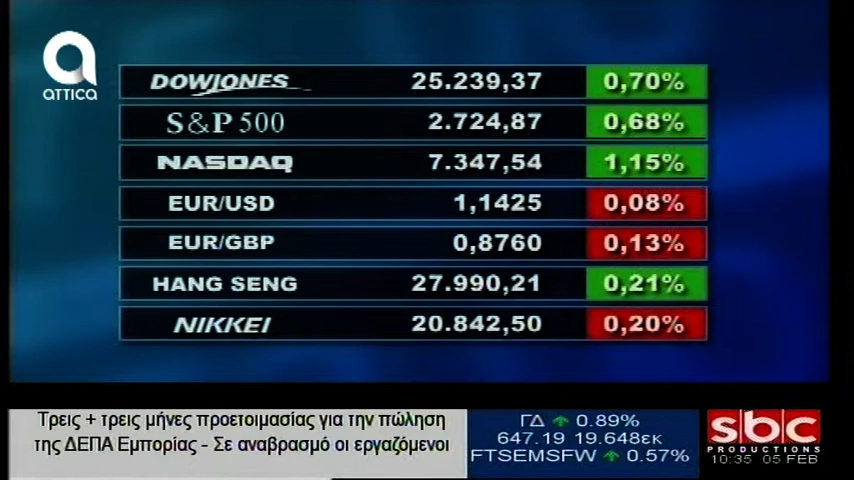 αττιcα
DOWJONES 25.239,37 0,70%
S&P 500 2.724,87 0,68%
NASDAQ 7.347,54 1,15%
EUR/USD 1,1425 0,08%
EUR/GBP 0,8760 0,13%
HANG SENG 27.990,21 0,21%
NIKKEI 20.842,50 0,20%
Τρεις + τρεις μήνες προετοιμασίας για την πώληση
της ΔΕΠΑ Εμπορίας - Σε αναβρασμό οι εργαζόμενοι
ΓΔ 0.89%
647.19 19.648εκ
FTSEMSFW 0.57%
sbc
PRODUCTIONS
10:35 05 FEB